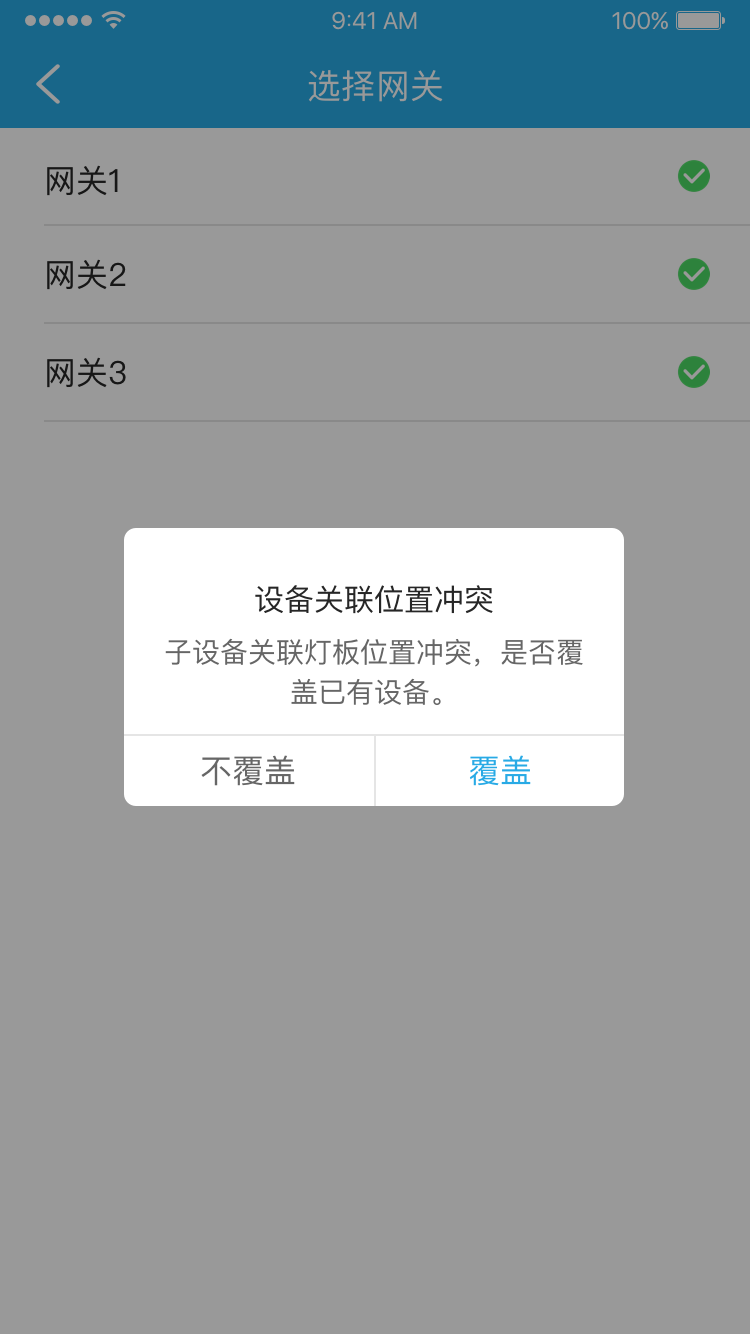 9:41 AM
100%
选择网关
网关1
网关2
网关3
设备关联位置冲突
子设备关联灯板位置冲突，是否覆
盖已有设备。
不覆盖
覆盖